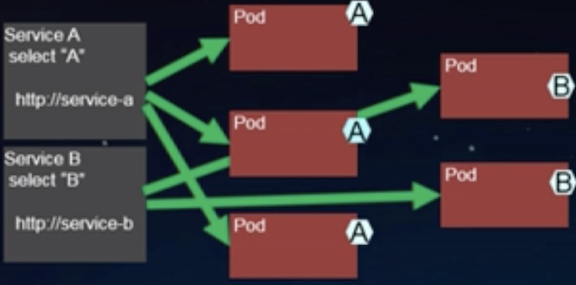 Service A
select "A"
http://service-a
Service B
select "B"
http://service-b
Pod
A
Pod
A
Pod
A
Pod
B
Pod
B